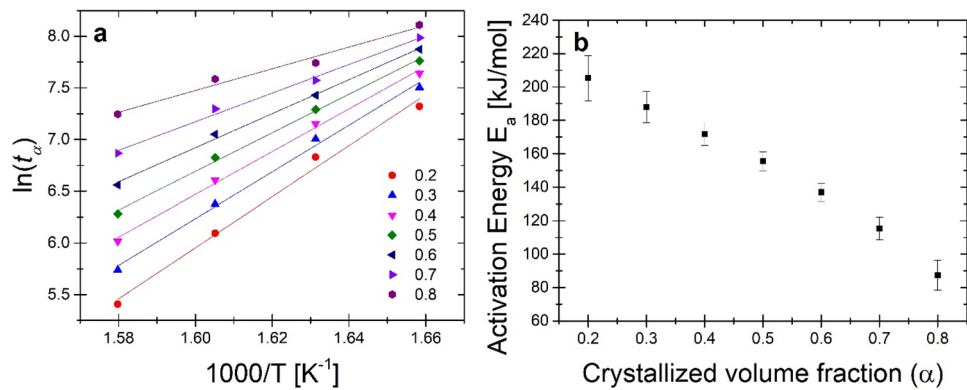 a
8.0
7.5
7.0
6.5
6.0
5.5
ln(tα)
0.2
0.3
0.4
0.5
0.6
0.7
0.8
1.58 1.60 1.62 1.64 1.66
1000/T [K⁻¹]
b
220
200
180
160
140
120
100
80
60
Activation Energy Eₐ [kJ/mol]
0.2 0.3 0.4 0.5 0.6 0.7 0.8
Crystallized volume fraction (α)